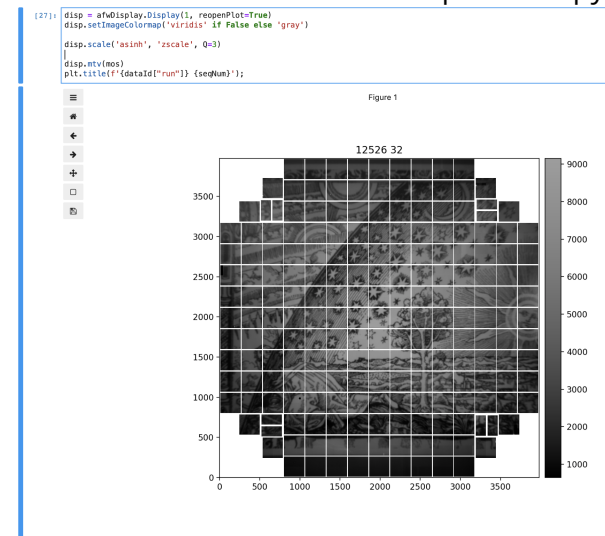 [27]: disp = afwDisplay.Display(1, reopenPlot=True)
disp.setImageColormap('viridis' if False else 'gray')
disp.scale('asinh', 'zscale', Q=3)
disp.mtv(mos)
plt.title(f'{dataId["run"]} {seqNum}');
Figure 1
12526 32
3500
3000
2500
2000
1500
1000
500
0
0 500 1000 1500 2000 2500 3000 3500
9000
8000
7000
6000
5000
4000
3000
2000
1000